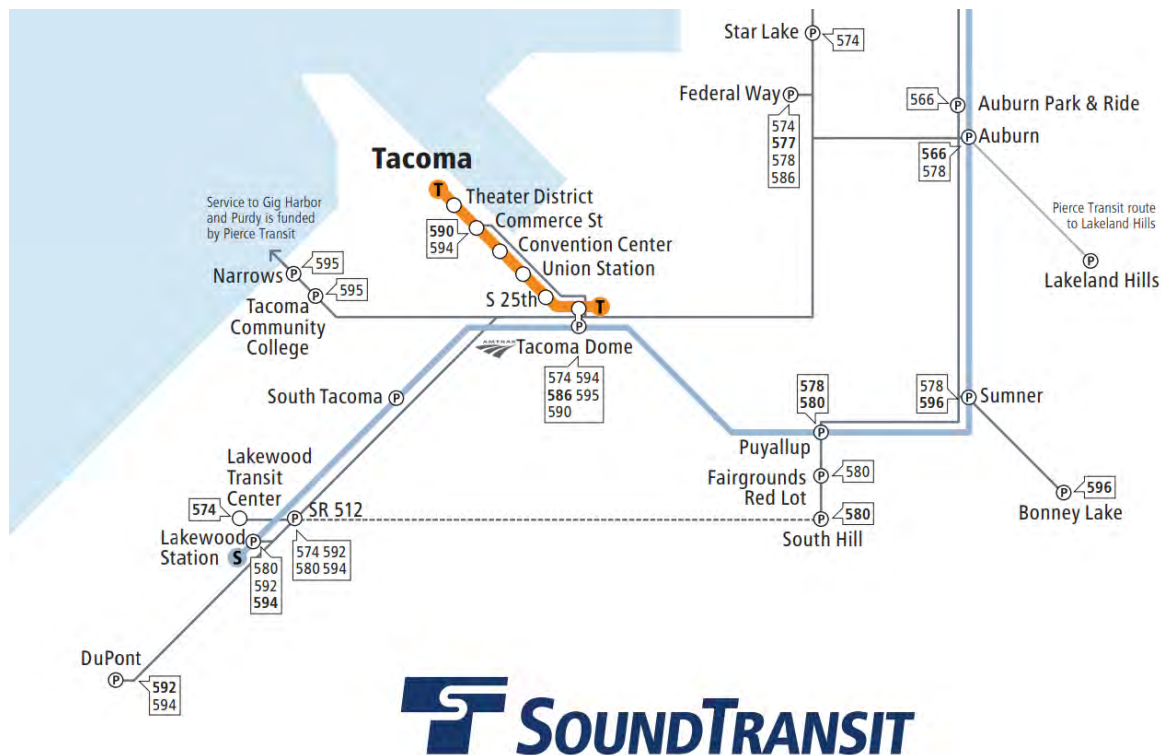 Star Lake
574
Federal Way
574
577
578
586
566
Auburn Park & Ride
Auburn
566
578
Tacoma
T
Theater District
Commerce St
Convention Center
Union Station
S 25th
T
590
594
Service to Gig Harbor
and Purdy is funded
by Pierce Transit
Pierce Transit route
to Lakeland Hills
Lakeland Hills
Narrows
595
595
Tacoma
Community
College
AMTRAK
Tacoma Dome
574 594
586 595
590
South Tacoma
578
580
Puyallup
578
596
Sumner
Fairgrounds
Red Lot
580
580
South Hill
596
Bonney Lake
Lakewood
Transit
Center
574
SR 512
574 592
580 594
Lakewood
Station
S
580
592
594
DuPont
592
594
SOUNDTRANSIT